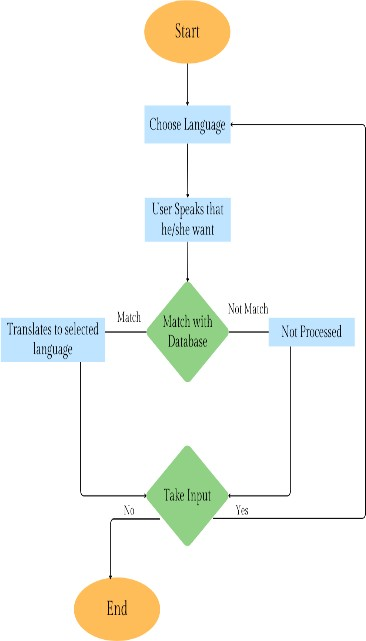 Start
Choose Language
User Speaks that
he/she want
Match
Match with
Database
Not Match
Translates to selected
language
Not Processed
Take Input
No
Yes
End